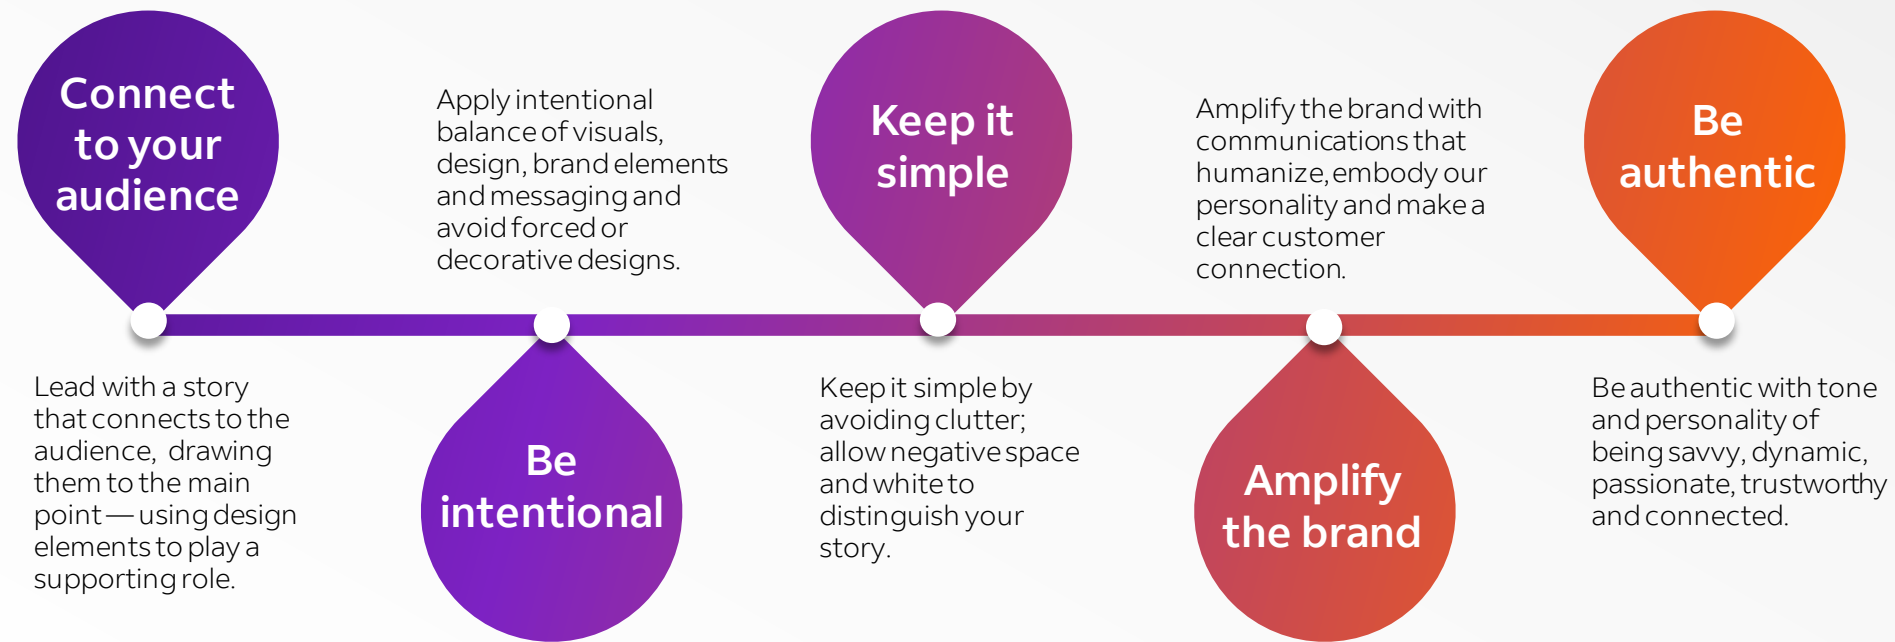 Connect
to your
audience
Lead with a story
that connects to the
audience, drawing
them to the main
point — using design
elements to play a
supporting role.
Apply intentional
balance of visuals,
design, brand elements
and messaging and
avoid forced or
decorative designs.
Be
intentional
Keep it
simple
Keep it simple by
avoiding clutter;
allow negative space
and white to
distinguish your
story.
Amplify the brand with
communications that
humanize, embody our
personality and make a
clear customer
connection.
Amplify
the brand
Be
authentic
Be authentic with tone
and personality of
being savvy, dynamic,
passionate, trustworthy
and connected.